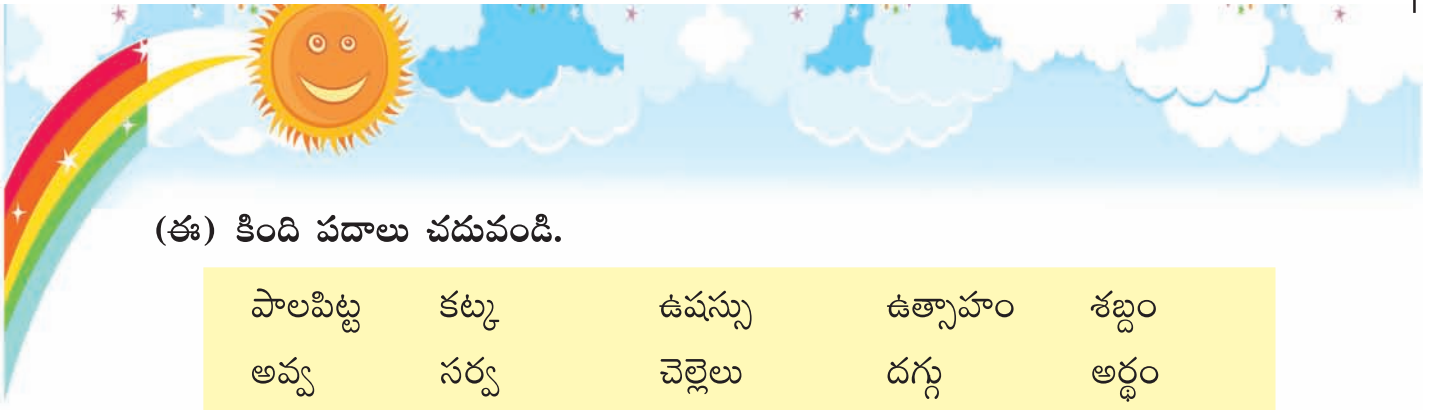 (ఈ) కింది పదాలు చదువండి.
పాలపిట్ట కట్క ఉషస్సు ఉత్సాహం శబ్దం
అవ్వ సర్వ చెల్లెలు దగ్గు అర్థం